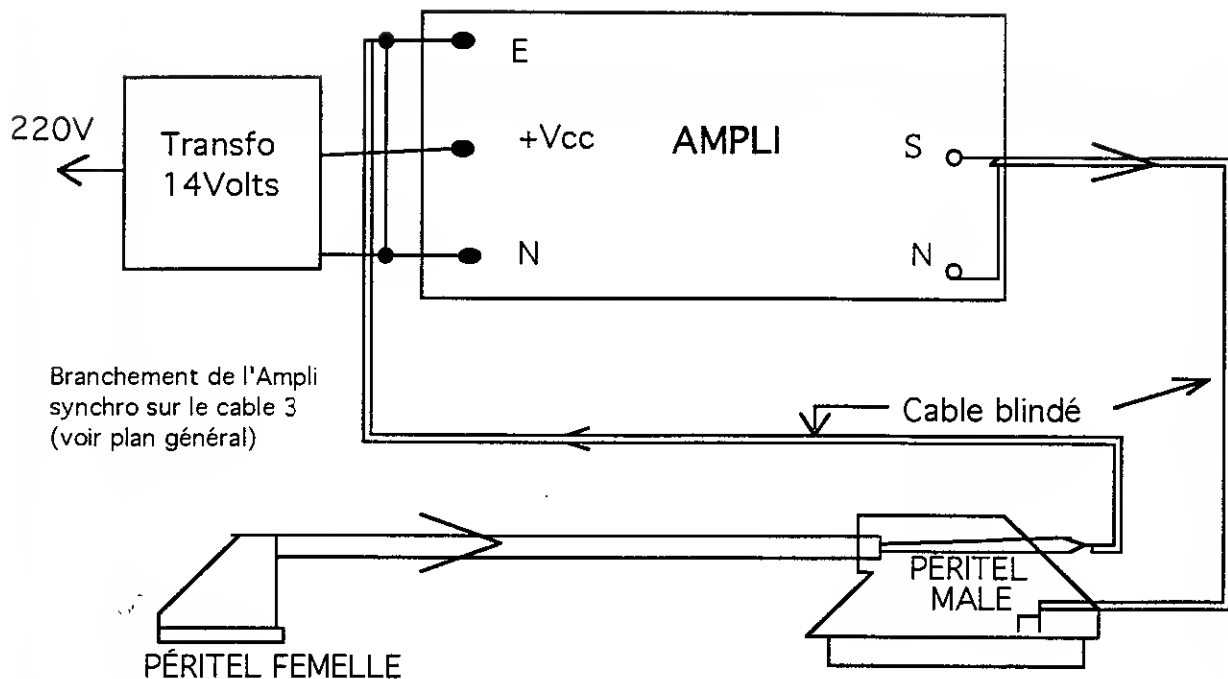 220V
Transfo
14Volts
E
+Vcc
N
AMPLI
S
N
Branchement de l'Ampli
synchro sur le cable 3
(voir plan général)
Cable blindé
PÉRITEL
MALE
PÉRITEL FEMELLE